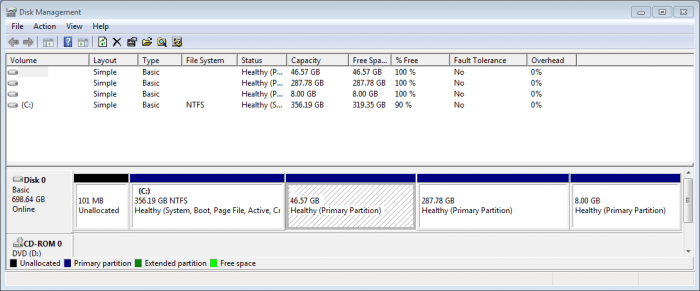 Disk Management
File Action View Help
Volume Layout Type File System Status Capacity Free Spa... % Free Fault Tolerance Overhead
Simple Basic Healthy (P... 46.57 GB 46.57 GB 100 % No 0%
Simple Basic Healthy (P... 287.78 GB 287.78 GB 100 % No 0%
Simple Basic Healthy (P... 8.00 GB 8.00 GB 100 % No 0%
(C:) Simple Basic NTFS Healthy (S... 356.19 GB 319.35 GB 90 % No 0%
Disk 0
Basic
698.64 GB
Online
101 MB
Unallocated
(C:)
356.19 GB NTFS
Healthy (System, Boot, Page File, Active, Cr
46.57 GB
Healthy (Primary Partition)
287.78 GB
Healthy (Primary Partition)
8.00 GB
Healthy (Primary Partition)
CD-ROM 0
DVD (D:)
Unallocated Primary partition Extended partition Free space